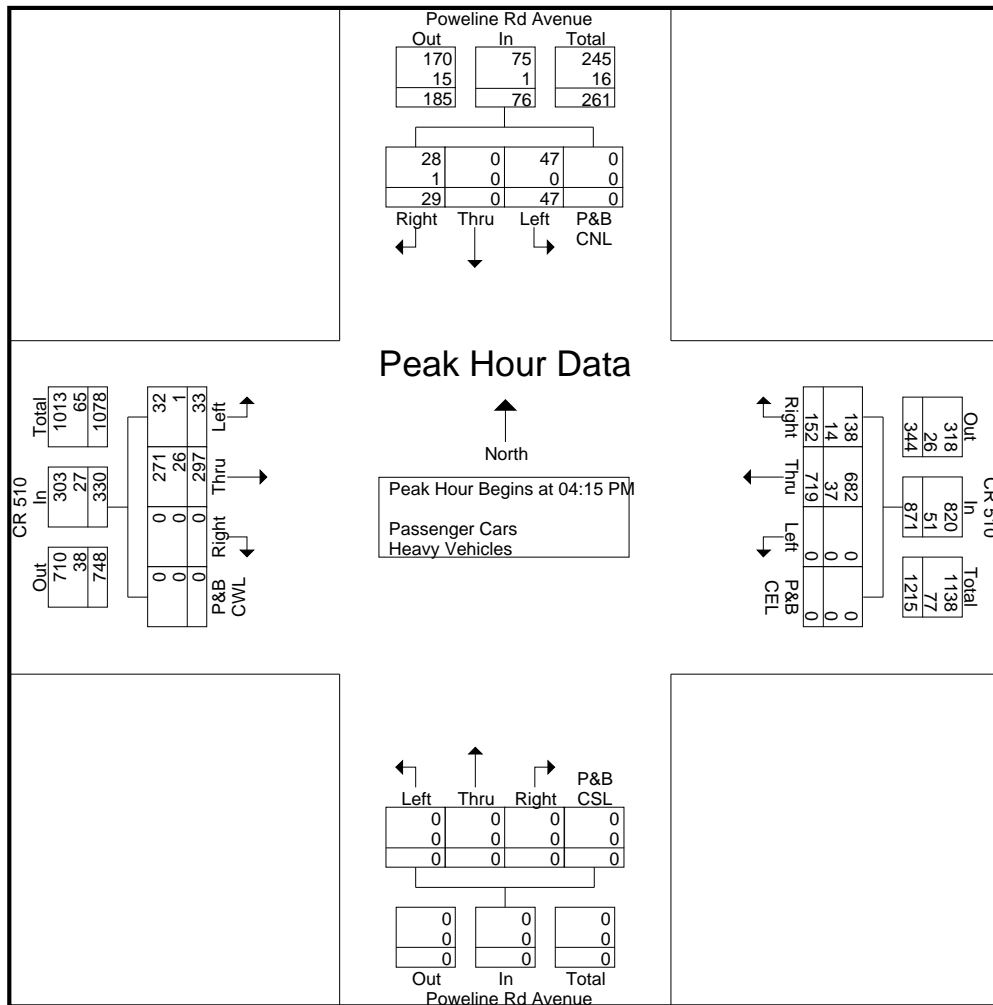 Poweline Rd Avenue
Out In Total
170 75 245
15 1 16
185 76 261
28 0 47 0
1 0 0 0
29 0 47 0
Right Thru Left P&B
CNL
Peak Hour Data
North
Peak Hour Begins at 04:15 PM
Passenger Cars
Heavy Vehicles
CR 510
Total In Out
1013 303 710
65 27 38
1078 330 748
32 271 0 0
1 26 0 0
33 297 0 0
Left Thru Right P&B
CWL
CR 510
Out In Total
318 820 1138
26 51 77
344 871 1215
138 682 0 0
14 37 0 0
152 719 0 0
Right Thru Left P&B
CEL
P&B
Left Thru Right CSL
0 0 0 0
0 0 0 0
0 0 0 0
0 0 0
0 0 0
0 0 0
Out In Total
Poweline Rd Avenue